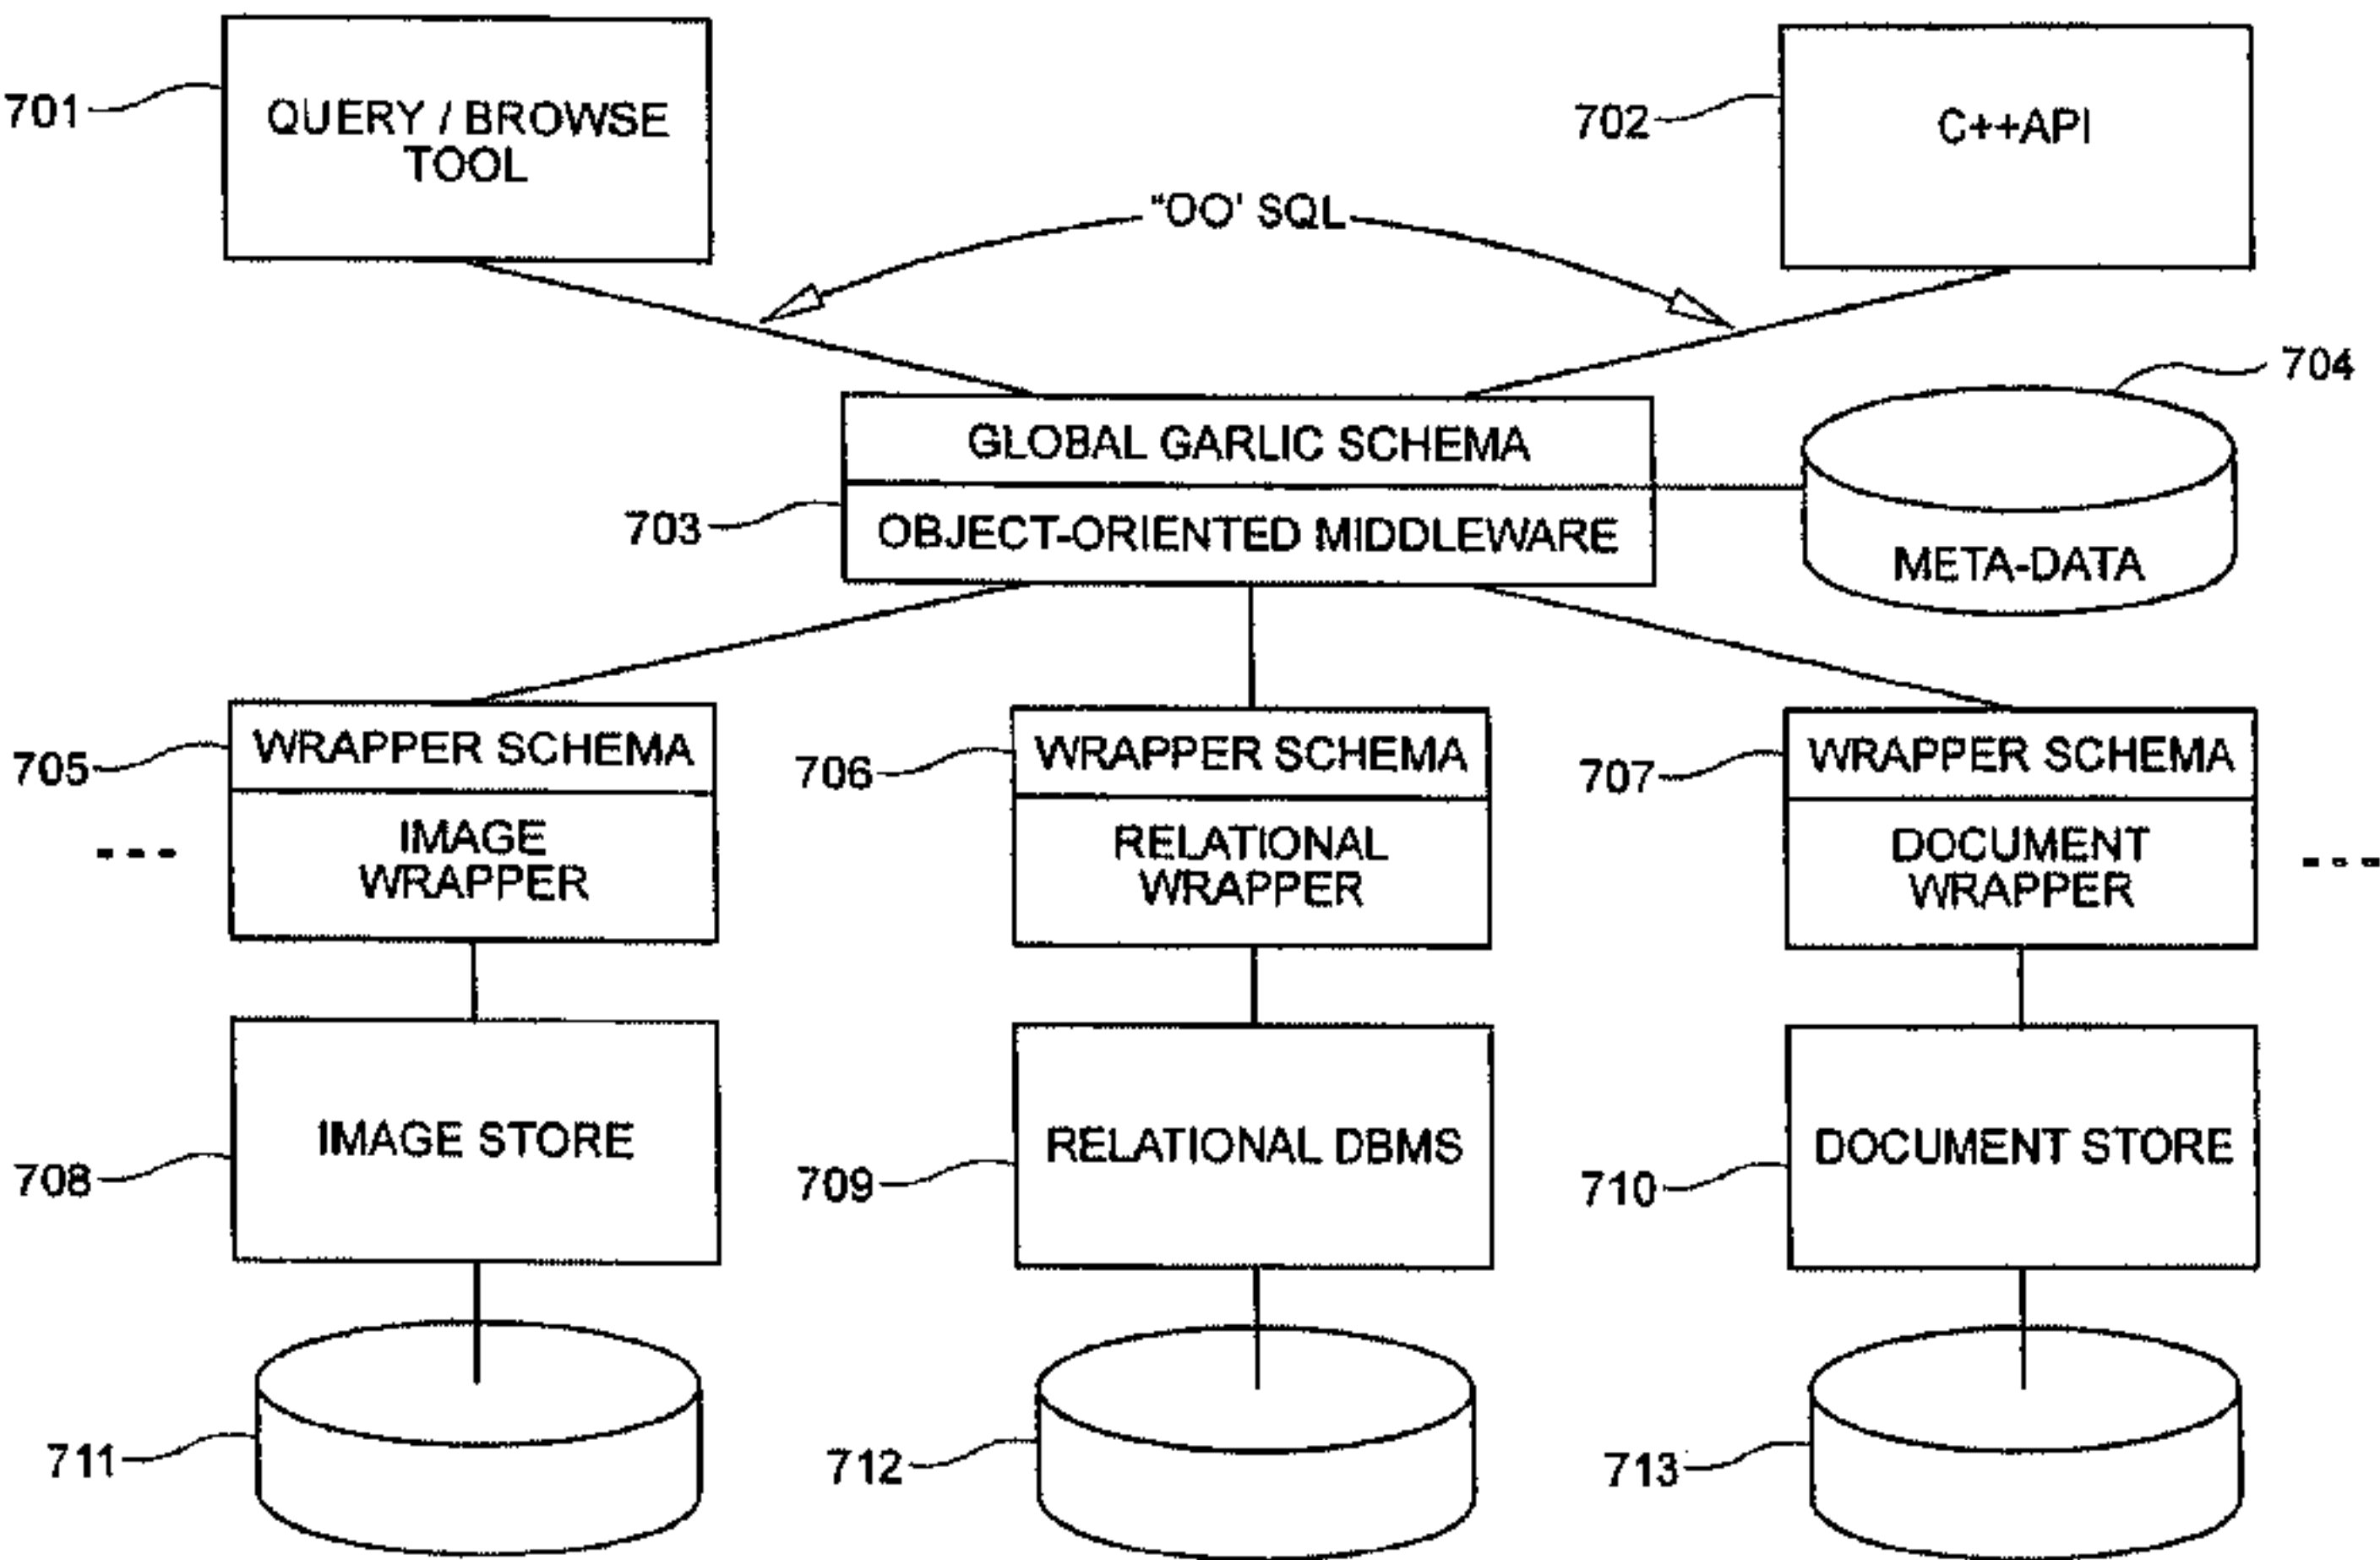 701
QUERY / BROWSE
TOOL
702
C++API
"OO' SQL
704
GLOBAL GARLIC SCHEMA
703
OBJECT-ORIENTED MIDDLEWARE
META-DATA
705
WRAPPER SCHEMA
706
WRAPPER SCHEMA
707
WRAPPER SCHEMA
---
IMAGE
WRAPPER
RELATIONAL
WRAPPER
DOCUMENT
WRAPPER
---
708
IMAGE STORE
709
RELATIONAL DBMS
710
DOCUMENT STORE
711
712
713